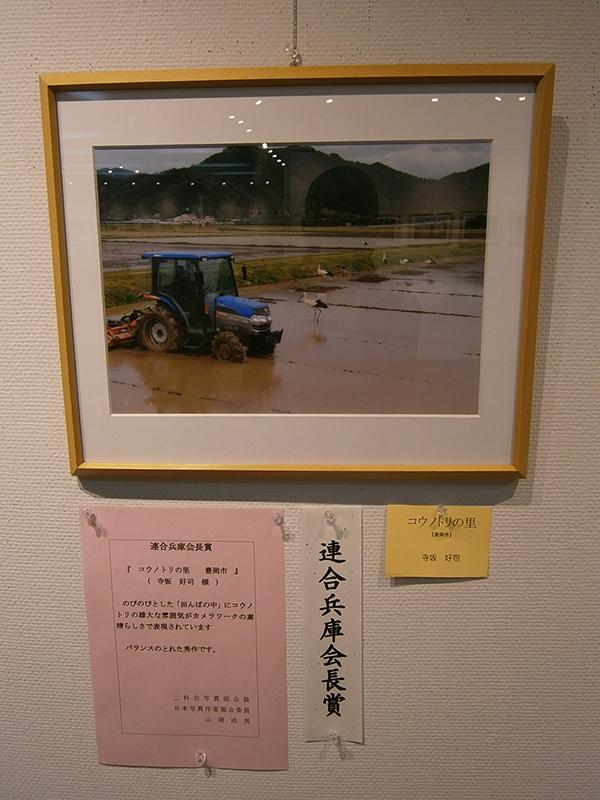 連合兵庫会長賞
『 コウノトリの里 豊岡市 』
( 寺坂 好司 様 )
のびのびとした「田んぼの中」にコウノ
トリの雄大な雰囲気がカメラワークの素
晴らしさで表現されています
バランスのとれた秀作です。
二科会写真部会員
日本写真作家協会委員
山岡成男
連合兵庫会長賞
コウノトリの里
【豊岡市】
寺坂 好司